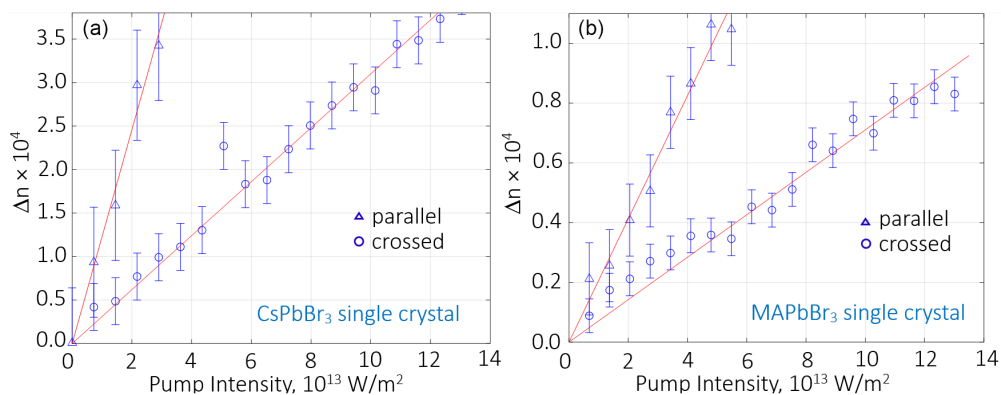 (a)
3.5
3.0
2.5
2.0
1.5
1.0
0.5
0.0
Δn × 10⁴
parallel
crossed
CsPbBr₃ single crystal
0 2 4 6 8 10 12 14
Pump Intensity, 10¹³ W/m²
(b)
1.0
0.8
0.6
0.4
0.2
0.0
Δn × 10⁴
parallel
crossed
MAPbBr₃ single crystal
0 2 4 6 8 10 12 14
Pump Intensity, 10¹³ W/m²